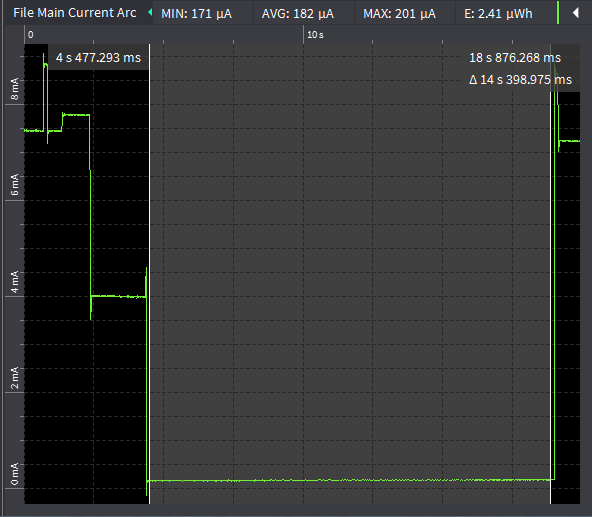 File Main Current Arc MIN: 171 μA AVG: 182 μA MAX: 201 μA E: 2.41 μWh
0 10 s
4 s 477.293 ms 18 s 876.268 ms
Δ 14 s 398.975 ms
8 mA
6 mA
4 mA
2 mA
0 mA